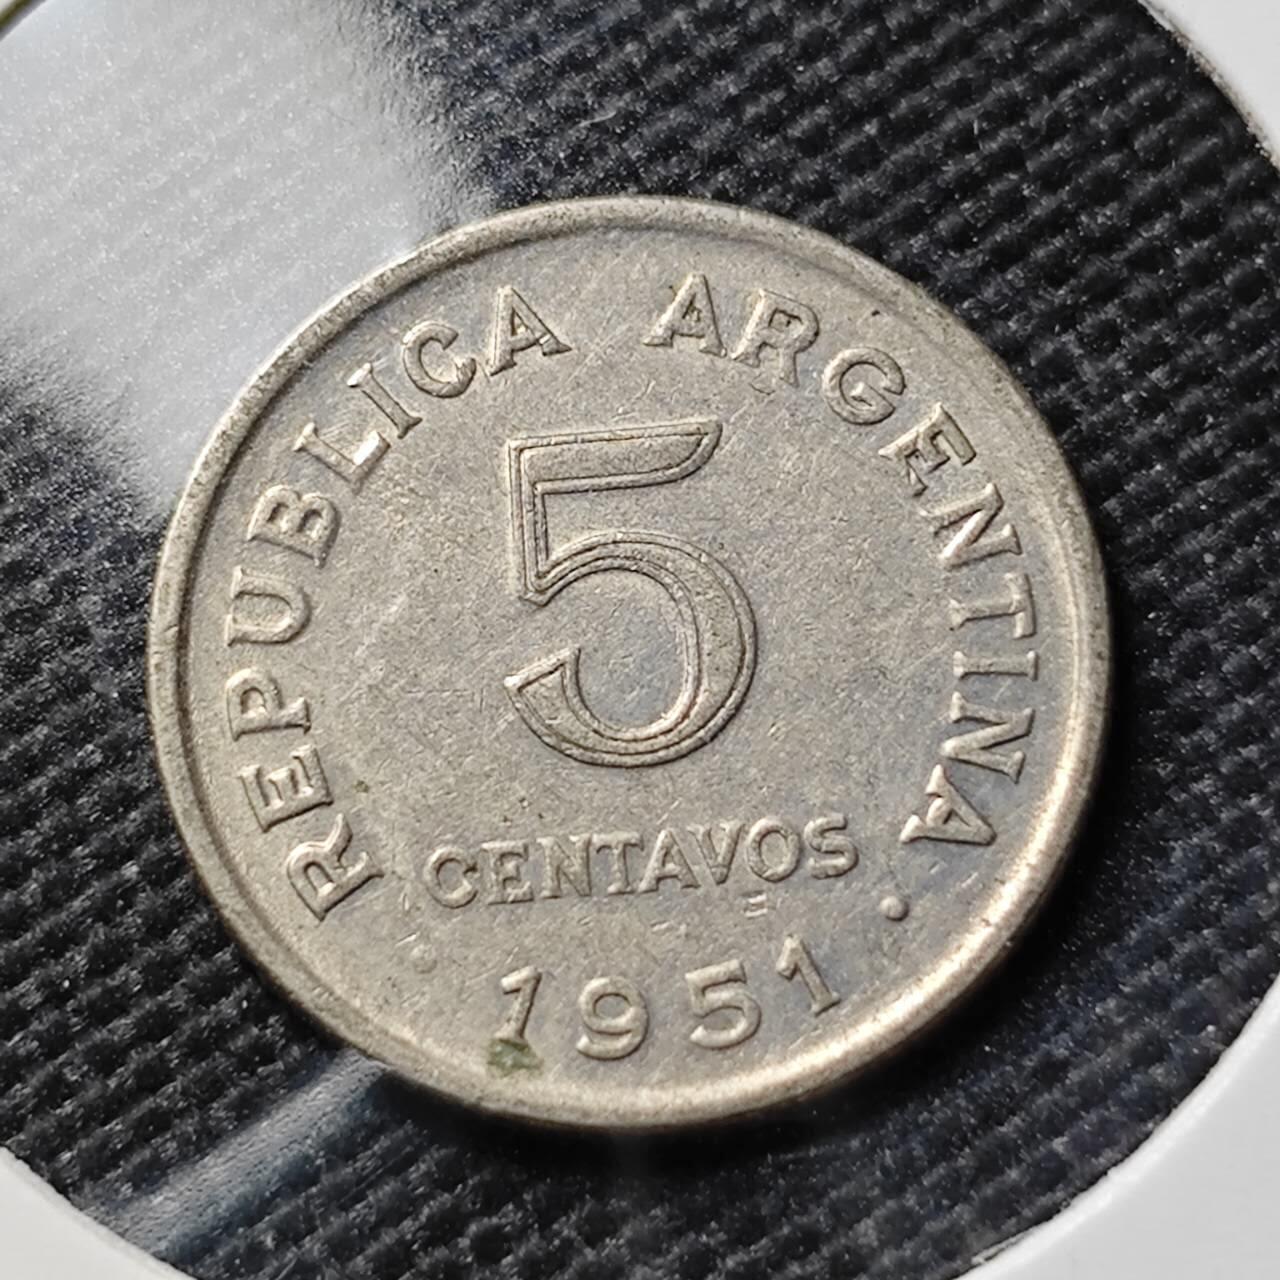 REPUBLICA ARGENTINA
5
CENTAVOS
1951